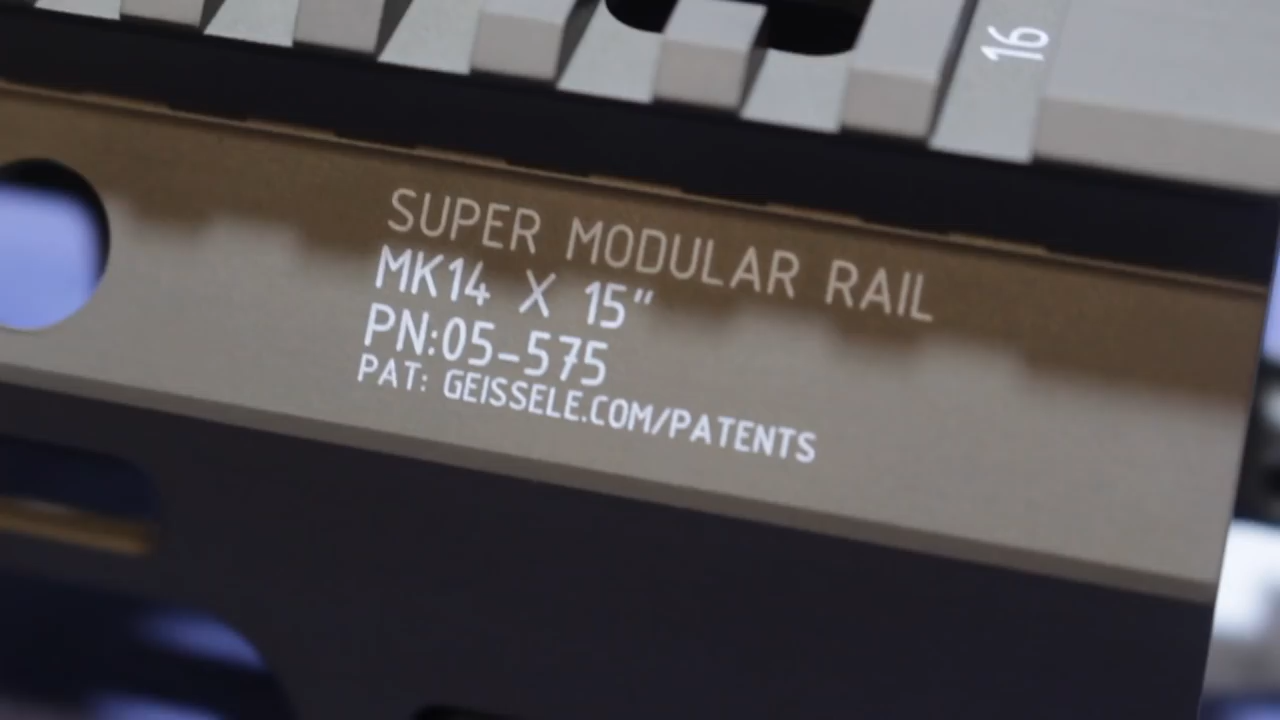 16
SUPER MODULAR RAIL
MK14 X 15"
PN:05-575
PAT: GEISSELE.COM/PATENTS